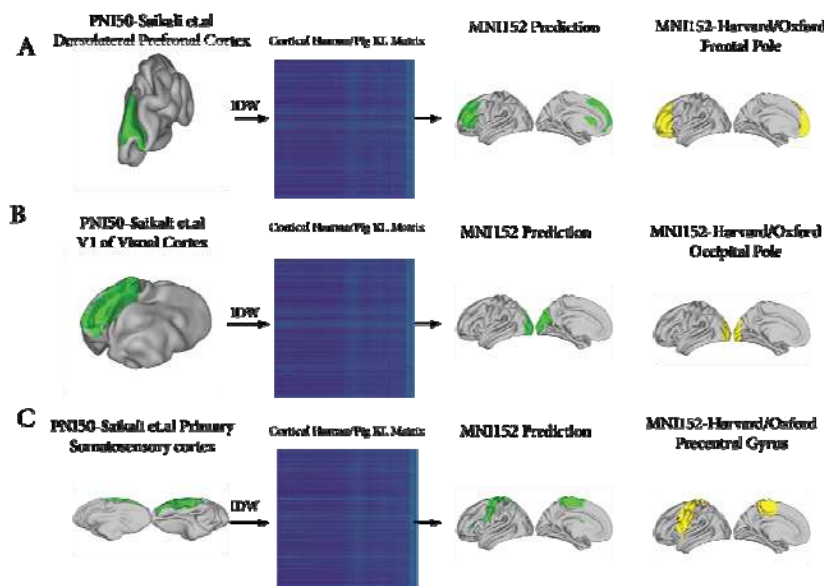 A
PNI50-Saikali et.al
Dorsolateral Prefronal Cortex
Cortical Human/Pig KL Matrix
MNI152 Prediction
MNI152-Harvard/Oxford
Frontal Pole
IDW
B
PNI50-Saikali et.al
V1 of Visual Cortex
Cortical Human/Pig KL Matrix
MNI152 Prediction
MNI152-Harvard/Oxford
Occipital Pole
IDW
C
PNI50-Saikali et.al Primary
Somatosensory cortex
Cortical Human/Pig KL Matrix
MNI152 Prediction
MNI152-Harvard/Oxford
Precentral Gyrus
IDW